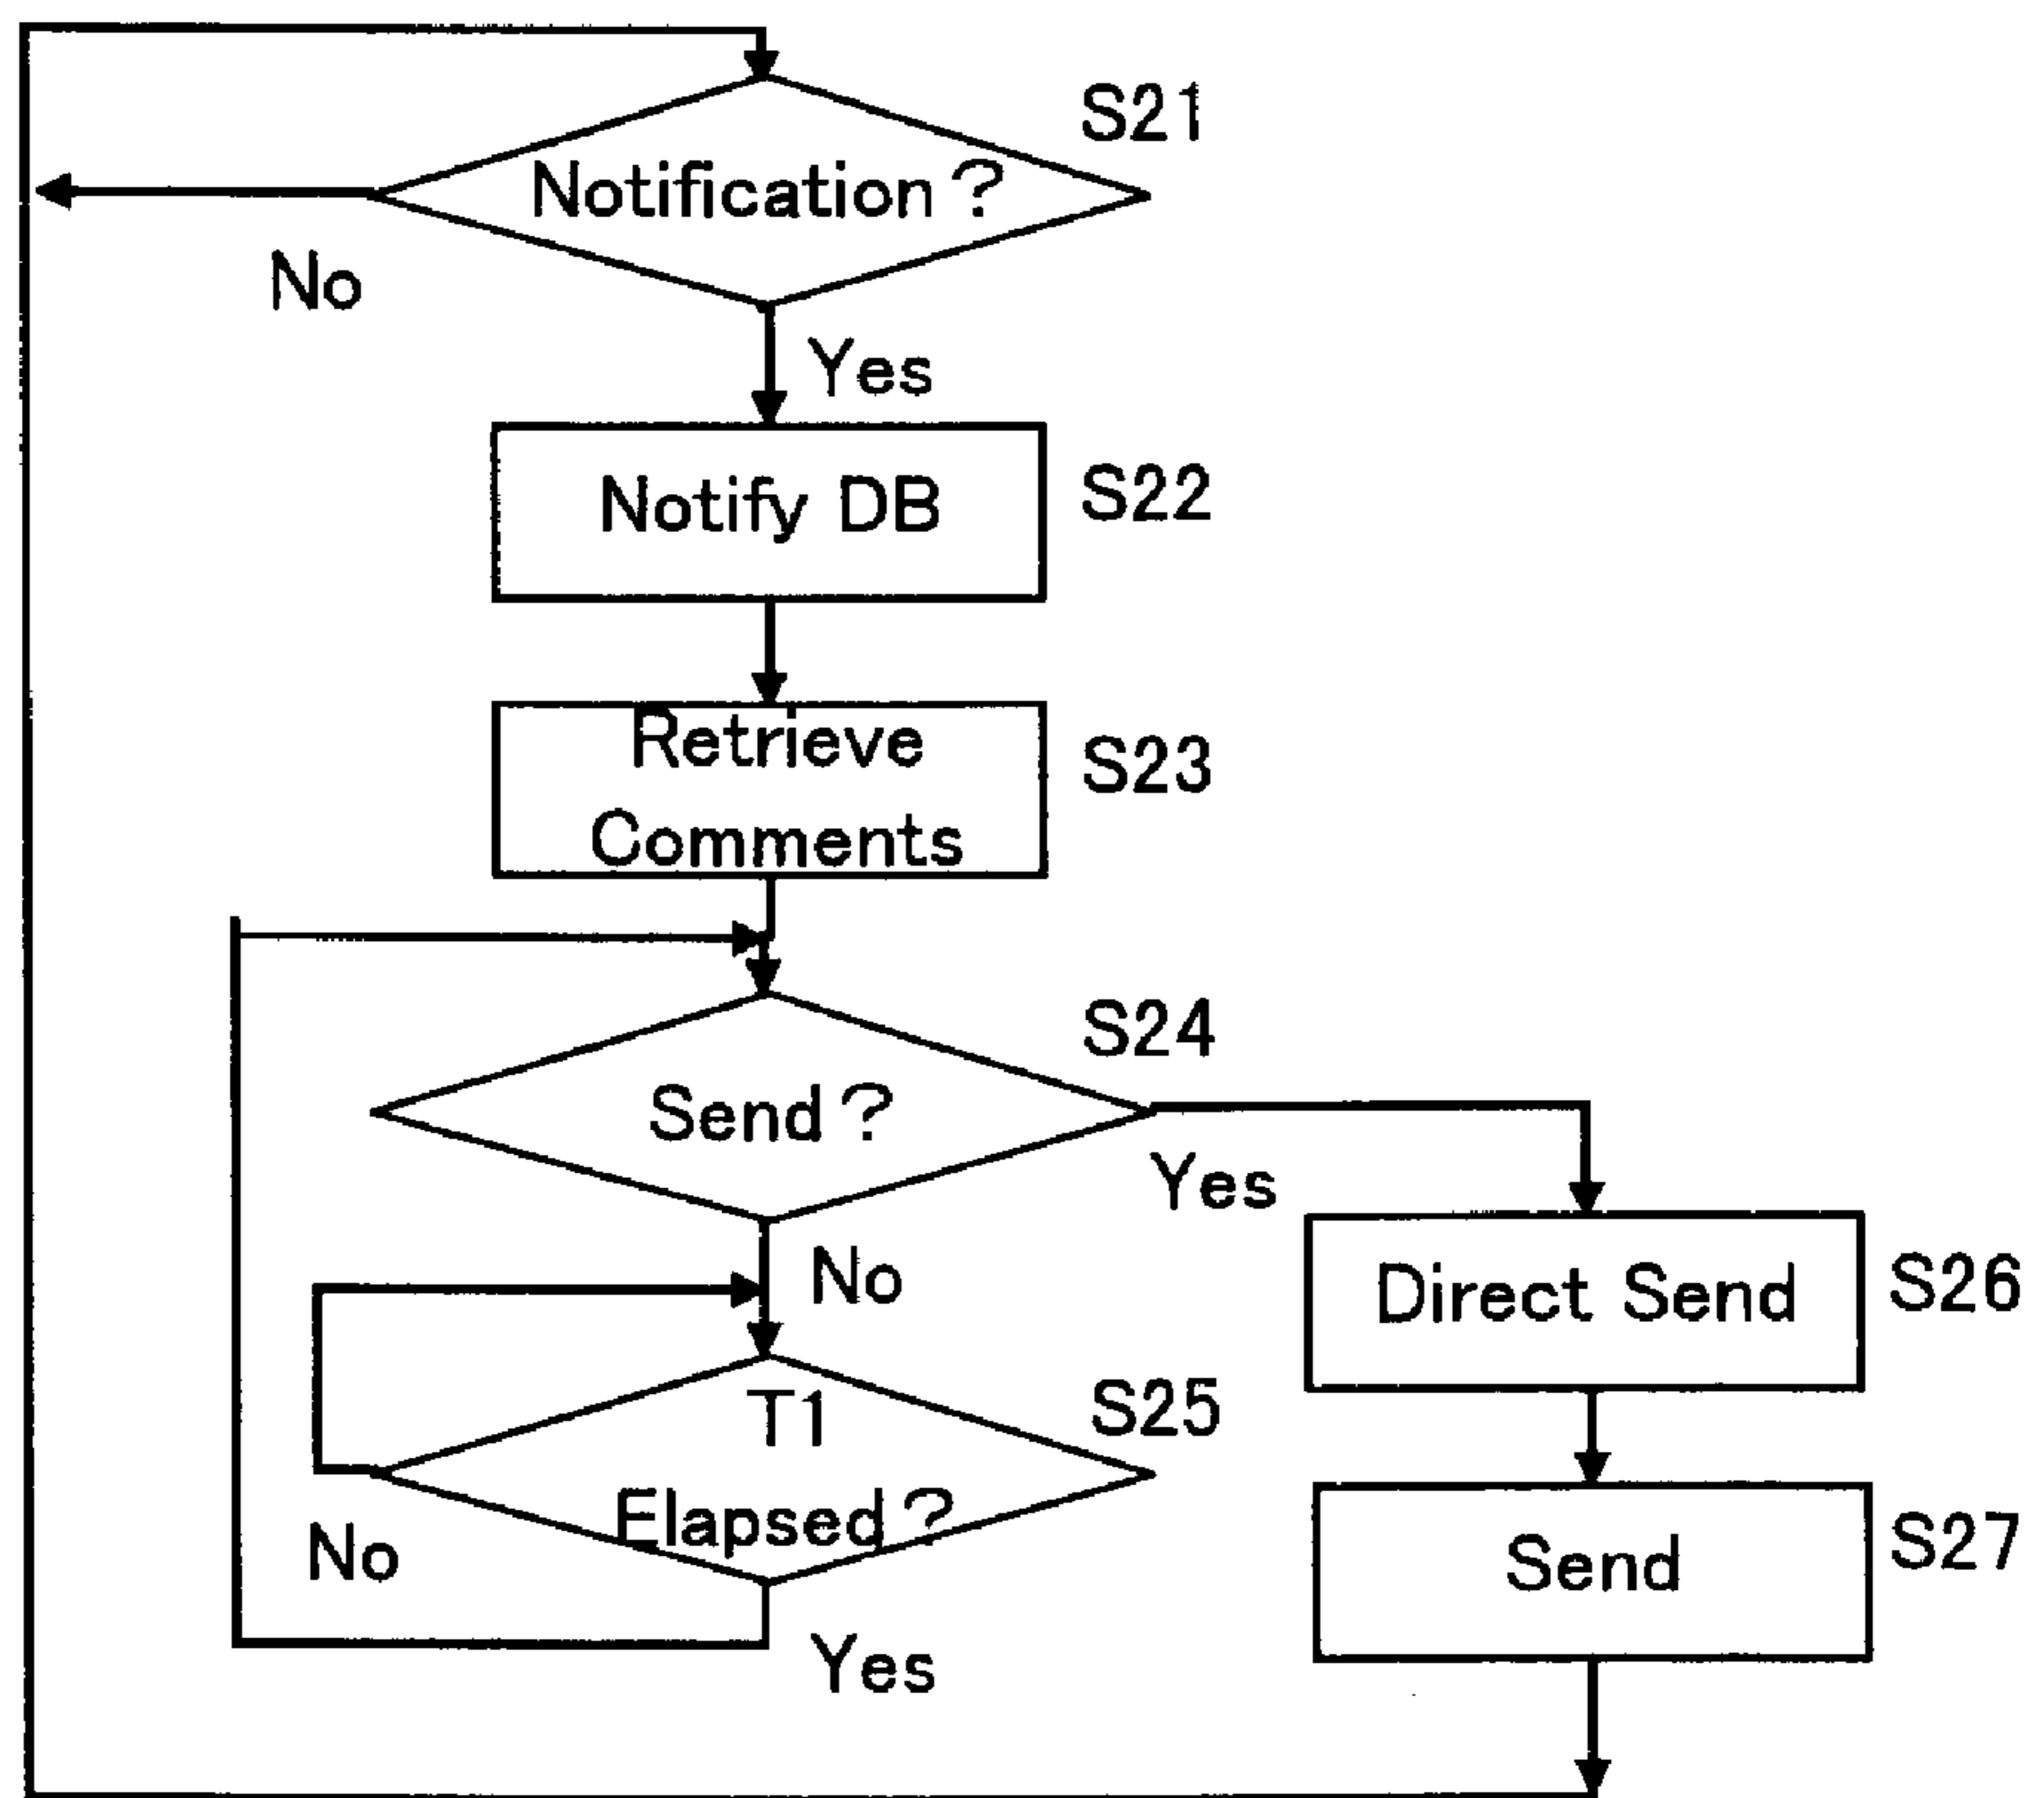 S21
Notification?
No
Yes
Notify DB
S22
Retrieve
Comments
S23
S24
Send?
Yes
No
Direct Send
S26
T1
Elapsed?
S25
No
Send
S27
Yes